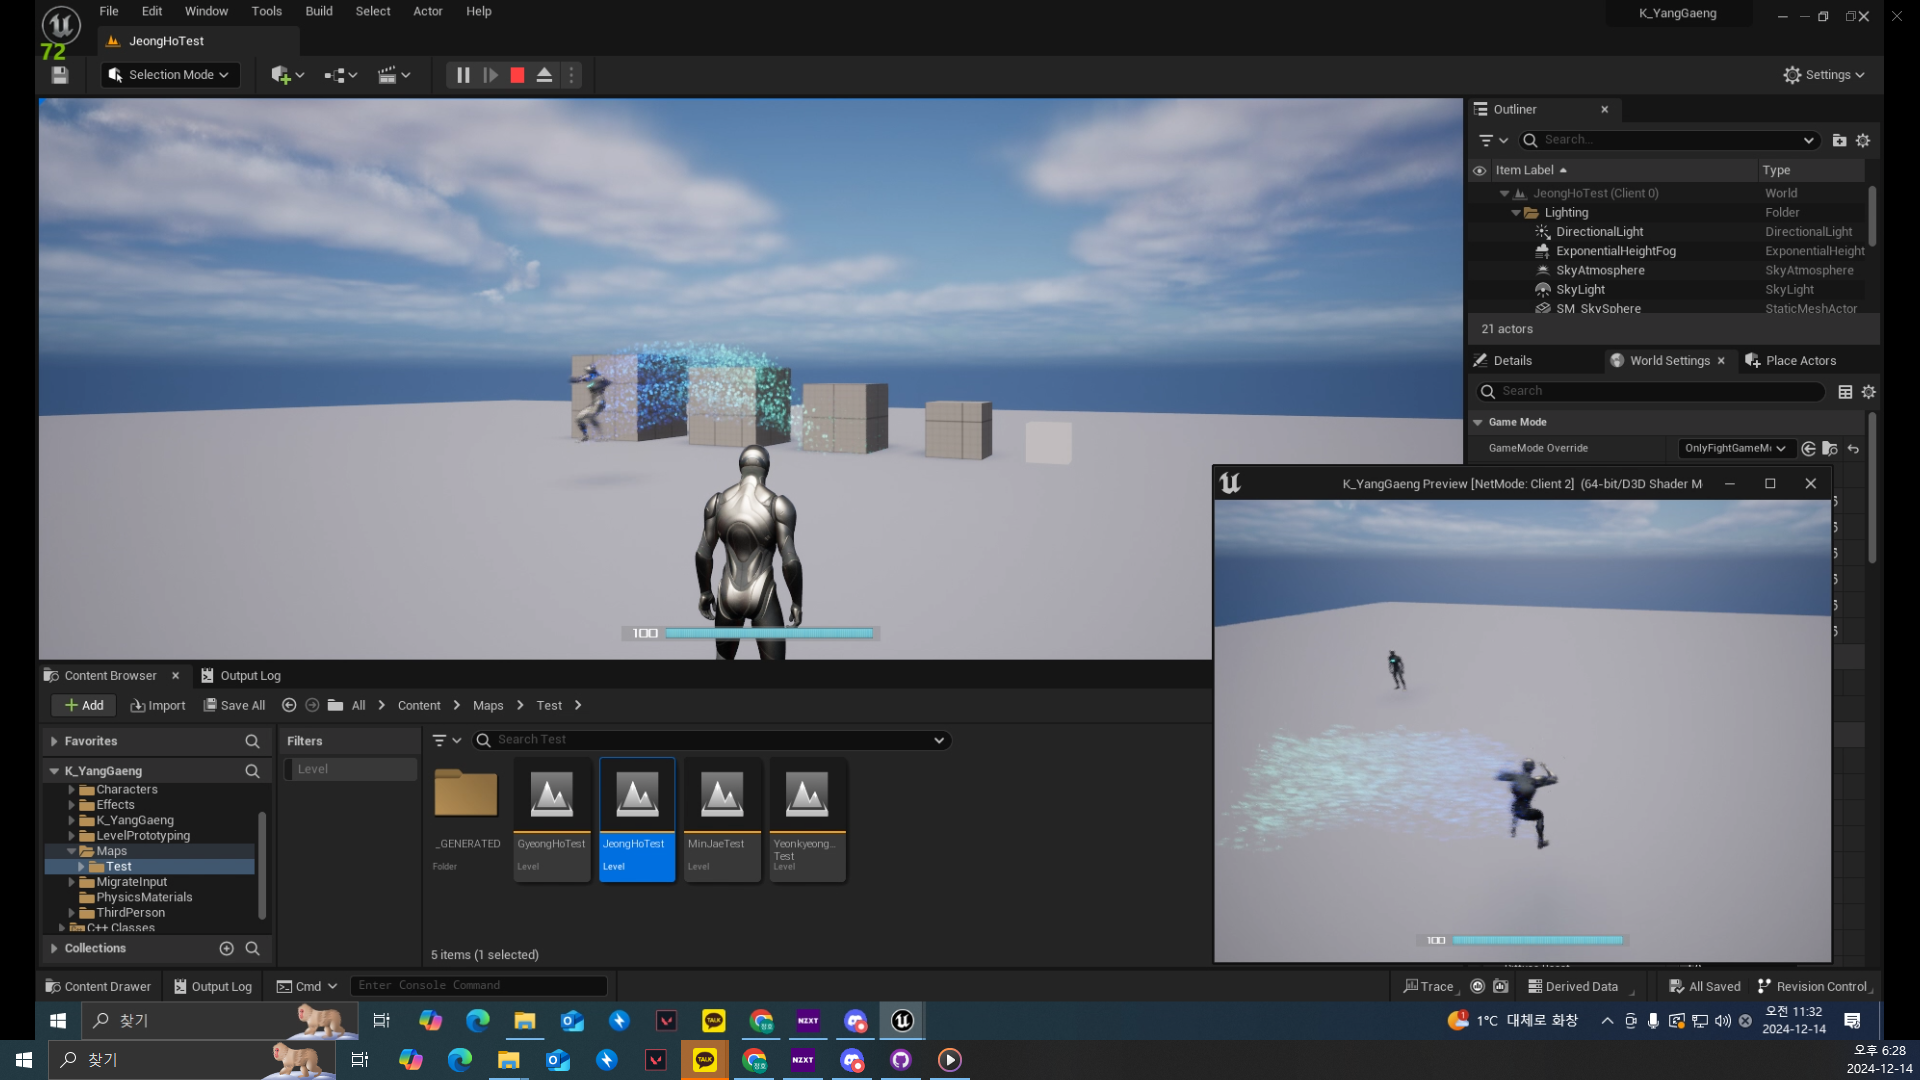 File Edit Window Tools Build Select Actor Help
K_YangGaeng
72
JeongHoTest
Selection Mode
Settings
Outliner
Search...
Item Label Type
JeongHoTest (Client 0) World
Lighting Folder
DirectionalLight DirectionalLight
ExponentialHeightFog ExponentialHeight
SkyAtmosphere SkyAtmosphere
SkyLight SkyLight
SM_SkySphere StaticMeshActor
21 actors
Details World Settings Place Actors
Search
Game Mode
GameMode Override OnlyFightGameM
K_YangGaeng Preview [NetMode: Client 2] (64-bit/D3D Shader M
100
100
Content Browser Output Log
Add Import Save All All Content Maps Test
Favorites
Filters
Search Test
Level
K_YangGaeng
Characters
Effects
K_YangGaeng
LevelPrototyping
Maps
Test
MigrateInput
PhysicsMaterials
ThirdPerson
C++ Classes
Collections
_GENERATED
Folder
GyeongHoTest
Level
JeongHoTest
Level
MinJaeTest
Level
Yeonkyeong...
Test
Level
5 items (1 selected)
Content Drawer Output Log Cmd Enter Console Command
Trace Derived Data All Saved Revision Control
찾기
TALK
NZXT
1
1°C 대체로 화창
오전 11:32
2024-12-14
찾기
TALK
NZXT
오후 6:28
2024-12-14